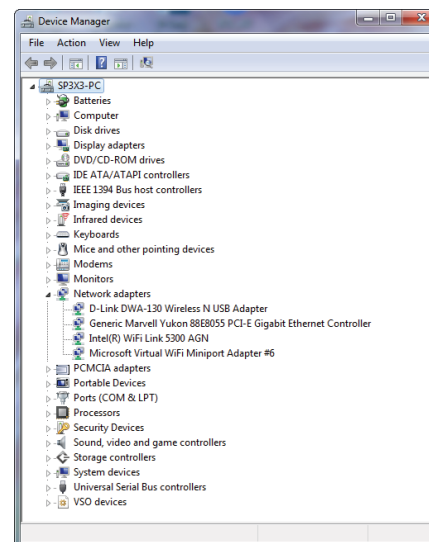 Device Manager
File Action View Help
SP3X3-PC
Batteries
Computer
Disk drives
Display adapters
DVD/CD-ROM drives
IDE ATA/ATAPI controllers
IEEE 1394 Bus host controllers
Imaging devices
Infrared devices
Keyboards
Mice and other pointing devices
Modems
Monitors
Network adapters
D-Link DWA-130 Wireless N USB Adapter
Generic Marvell Yukon 88E8055 PCI-E Gigabit Ethernet Controller
Intel(R) WiFi Link 5300 AGN
Microsoft Virtual WiFi Miniport Adapter #6
PCMCIA adapters
Portable Devices
Ports (COM & LPT)
Processors
Security Devices
Sound, video and game controllers
Storage controllers
System devices
Universal Serial Bus controllers
VSO devices